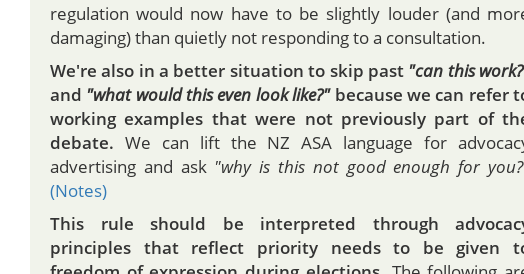 regulation would now have to be slightly louder (and more
damaging) than quietly not responding to a consultation.
We're also in a better situation to skip past "can this work?"
and "what would this even look like?" because we can refer to
working examples that were not previously part of the
debate. We can lift the NZ ASA language for advocacy
advertising and ask "why is this not good enough for you?"
(Notes)
This rule should be interpreted through advocacy
principles that reflect priority needs to be given to
freedom of expression during elections. The following are